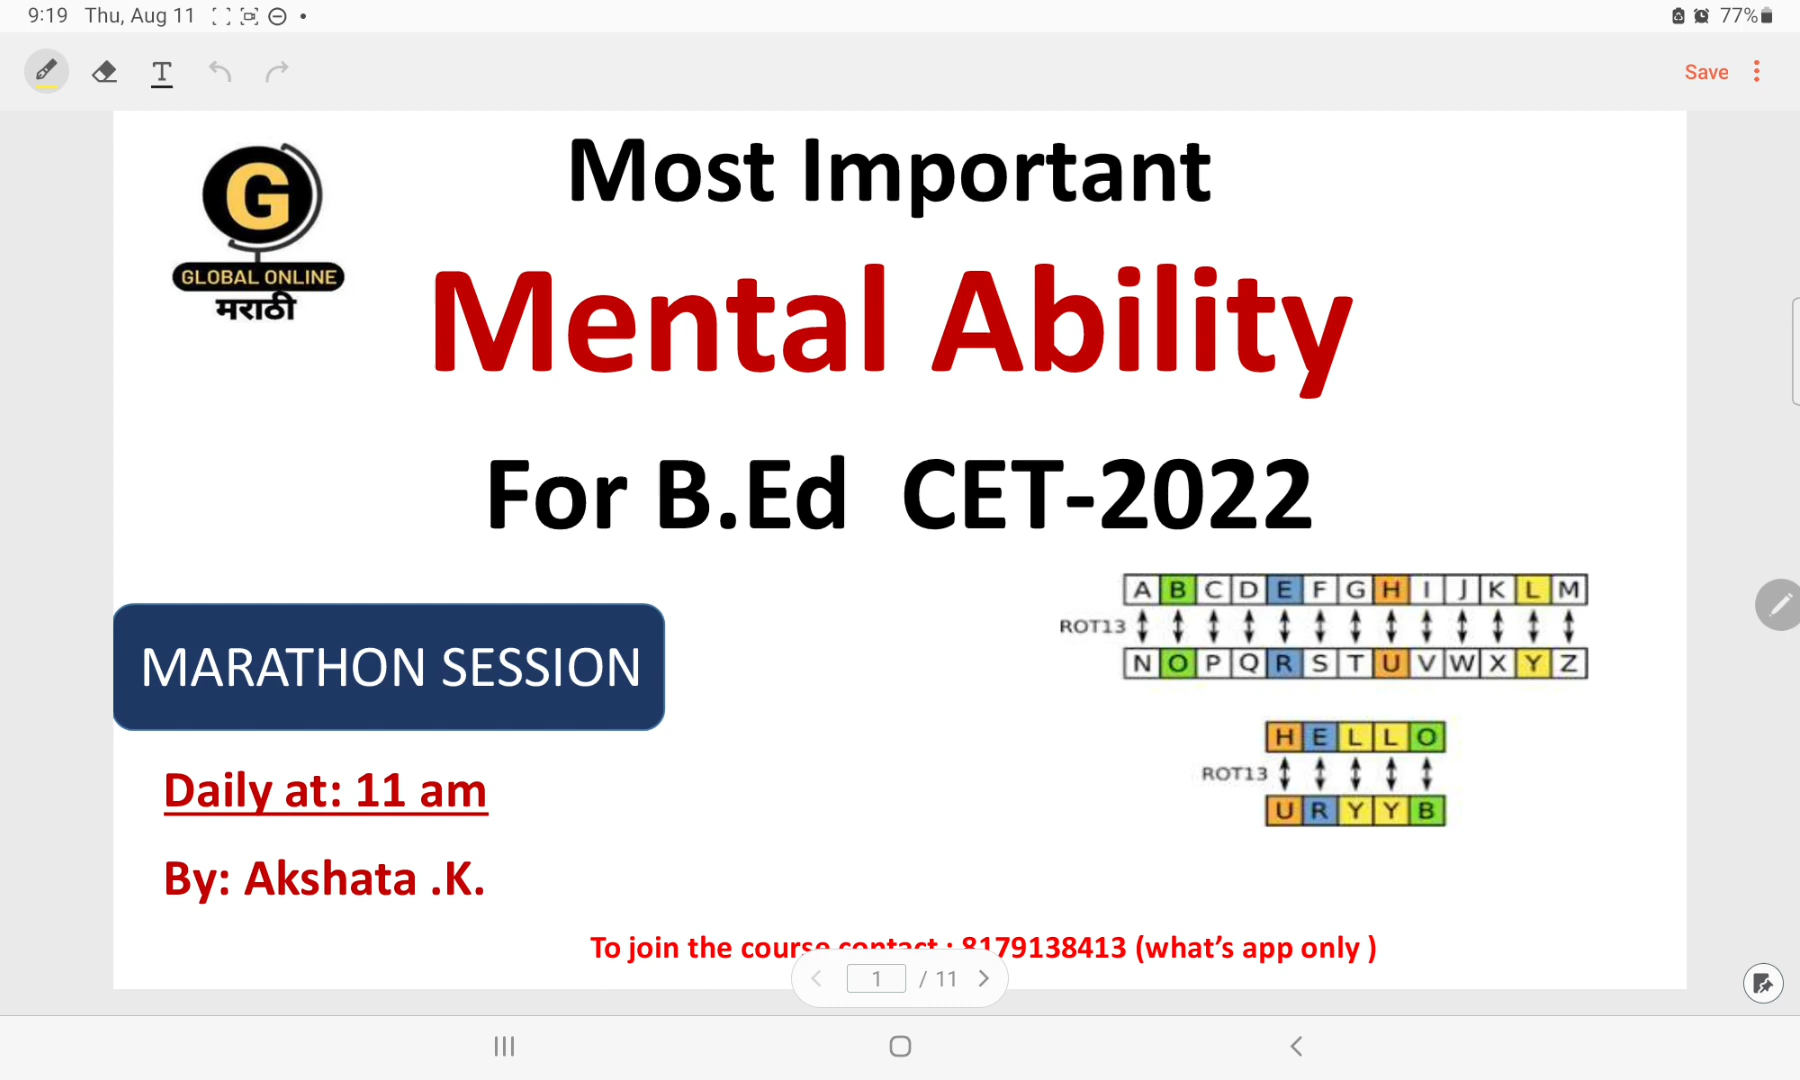 9:19 Thu, Aug 11
77%
T
Save
G
GLOBAL ONLINE
मराठी
Most Important
Mental Ability
For B.Ed CET-2022
MARATHON SESSION
Daily at: 11 am
By: Akshata .K.
A B C D E F G H I J K L M
ROT13
N O P Q R S T U V W X Y Z
H E L L O
ROT13
U R Y Y B
To join the course contact : 8179138413 (what's app only )
1 / 11